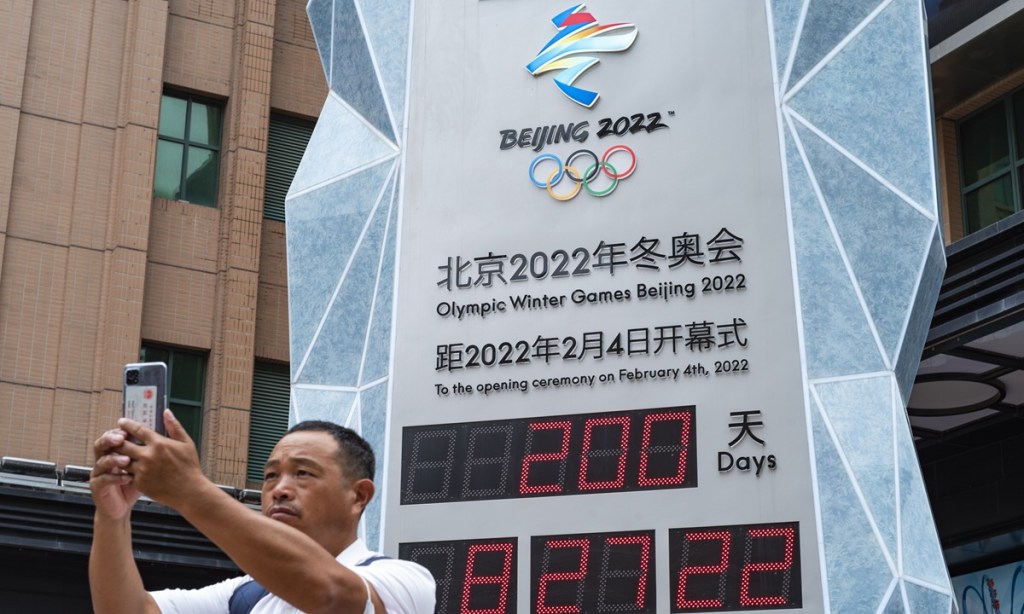 BEIJING 2022™
北京2022年冬奥会
Olympic Winter Games Beijing 2022
距2022年2月4日开幕式
To the opening ceremony on February 4th, 2022
200
天
Days
8 27 22